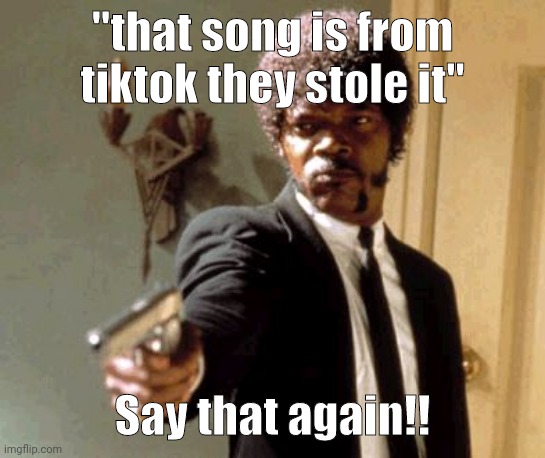 "that song is from
tiktok they stole it"
Say that again!!
imgflip.com